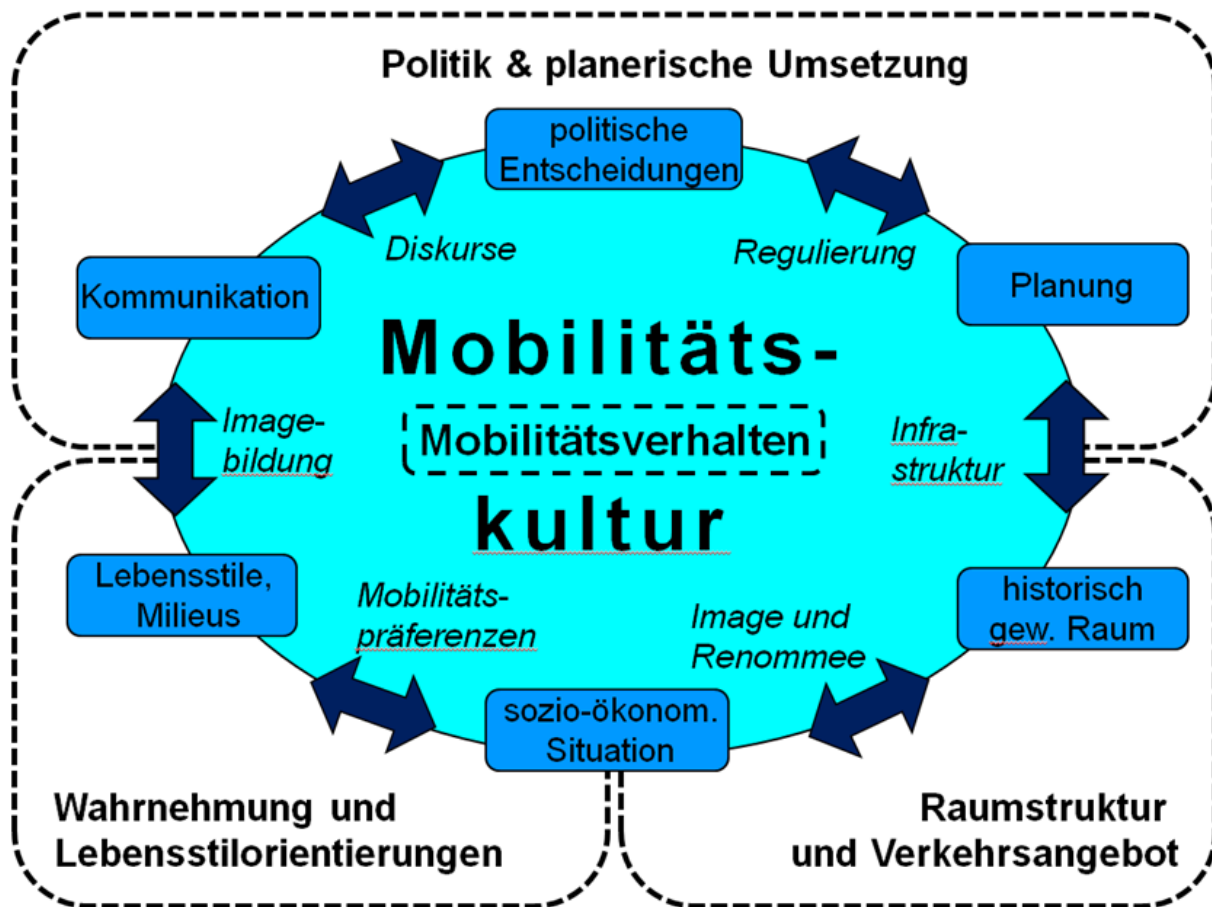 Politik & planerische Umsetzung
politische
Entscheidungen
Diskurse
Regulierung
Kommunikation
Planung
Mobilitäts-
Mobilitätsverhalten
kultur
Image-
bildung
Infra-
struktur
Lebensstile,
Milieus
historisch
gew. Raum
Mobilitäts-
präferenzen
Image und
Renommee
sozio-ökonom.
Situation
Wahrnehmung und
Lebensstilorientierungen
Raumstruktur
und Verkehrsangebot